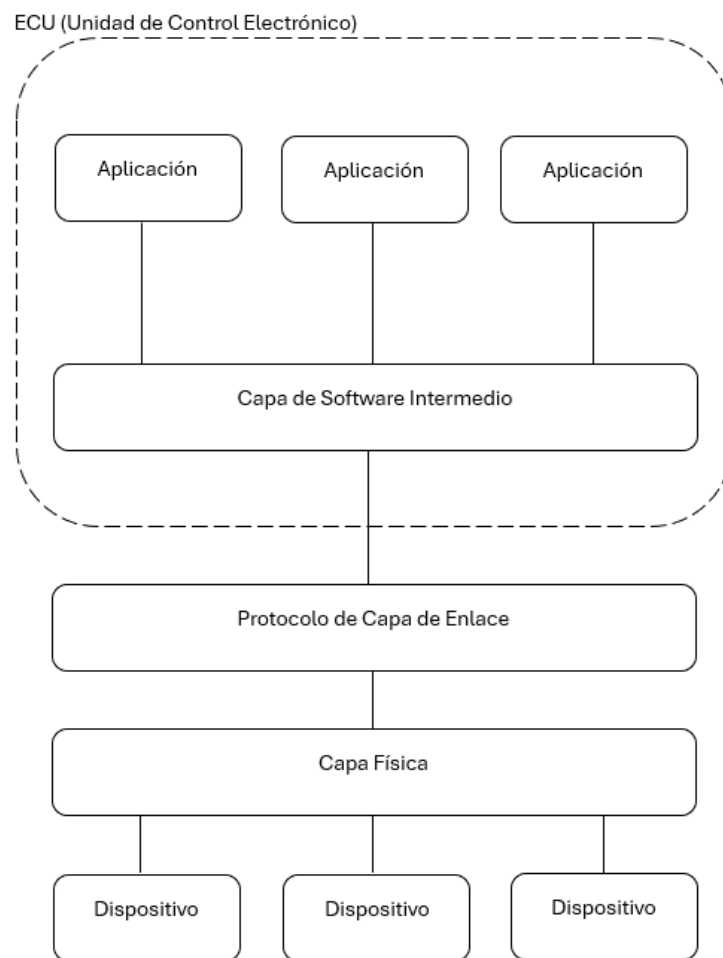 ECU (Unidad de Control Electrónico)
Aplicación
Aplicación
Aplicación
Capa de Software Intermedio
Protocolo de Capa de Enlace
Capa Física
Dispositivo
Dispositivo
Dispositivo